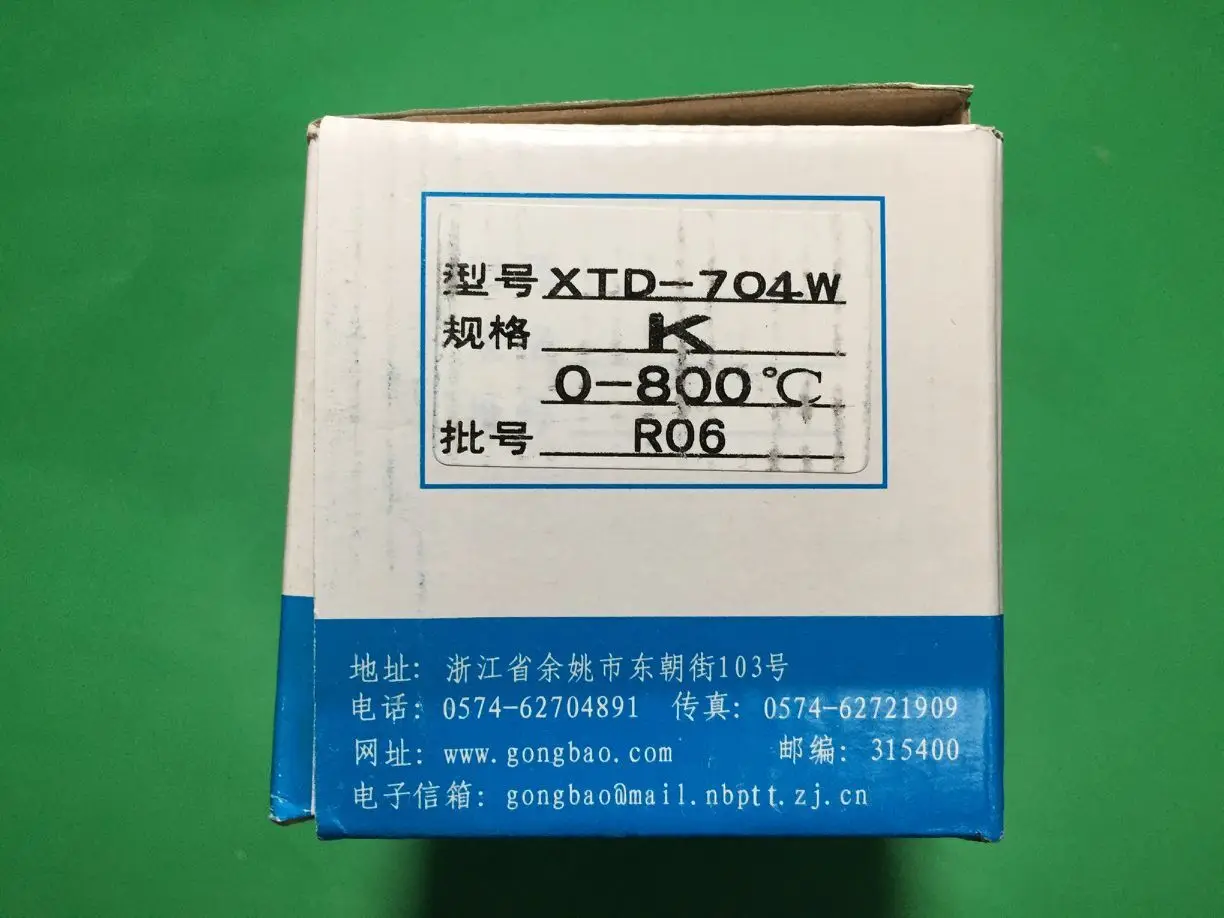 型号 XTD-704W
规格 K
0-800℃
批号 R06
地址: 浙江省余姚市东朝街103号
电话: 0574-62704891 传真: 0574-62721909
网址: www.gongbao.com 邮编: 315400
电子信箱: gongbao@mail.nbptt.zj.cn